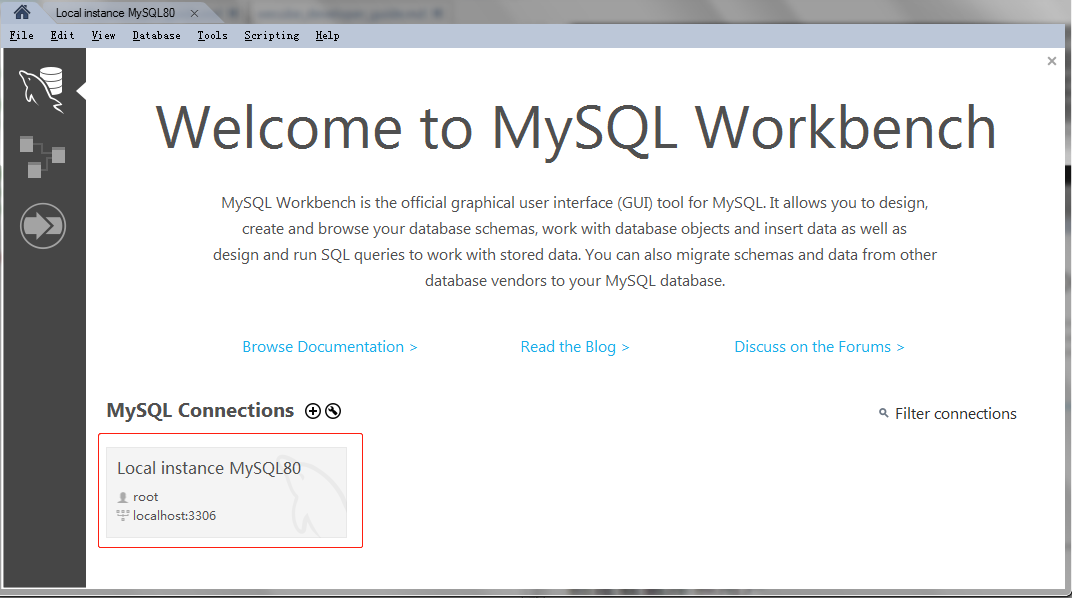 Local instance MySQL80
File Edit View Database Tools Scripting Help
Welcome to MySQL Workbench
MySQL Workbench is the official graphical user interface (GUI) tool for MySQL. It allows you to design,
create and browse your database schemas, work with database objects and insert data as well as
design and run SQL queries to work with stored data. You can also migrate schemas and data from other
database vendors to your MySQL database.
Browse Documentation > Read the Blog > Discuss on the Forums >
MySQL Connections Filter connections
Local instance MySQL80
root
localhost:3306